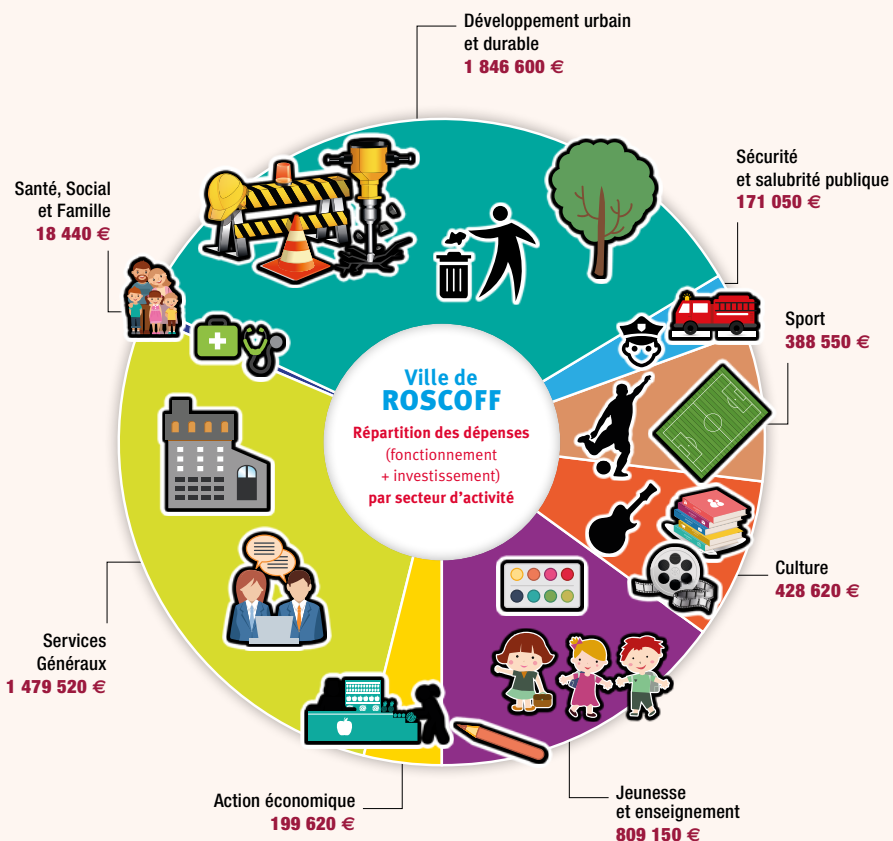 Développement urbain
et durable
1 846 600 €
Sécurité
et salubrité publique
171 050 €
Santé, Social
et Famille
18 440 €
Sport
388 550 €
Ville de
ROSCOFF
Répartition des dépenses
(fonctionnement
+ investissement)
par secteur d'activité
Culture
428 620 €
Services
Généraux
1 479 520 €
Action économique
199 620 €
Jeunesse
et enseignement
809 150 €